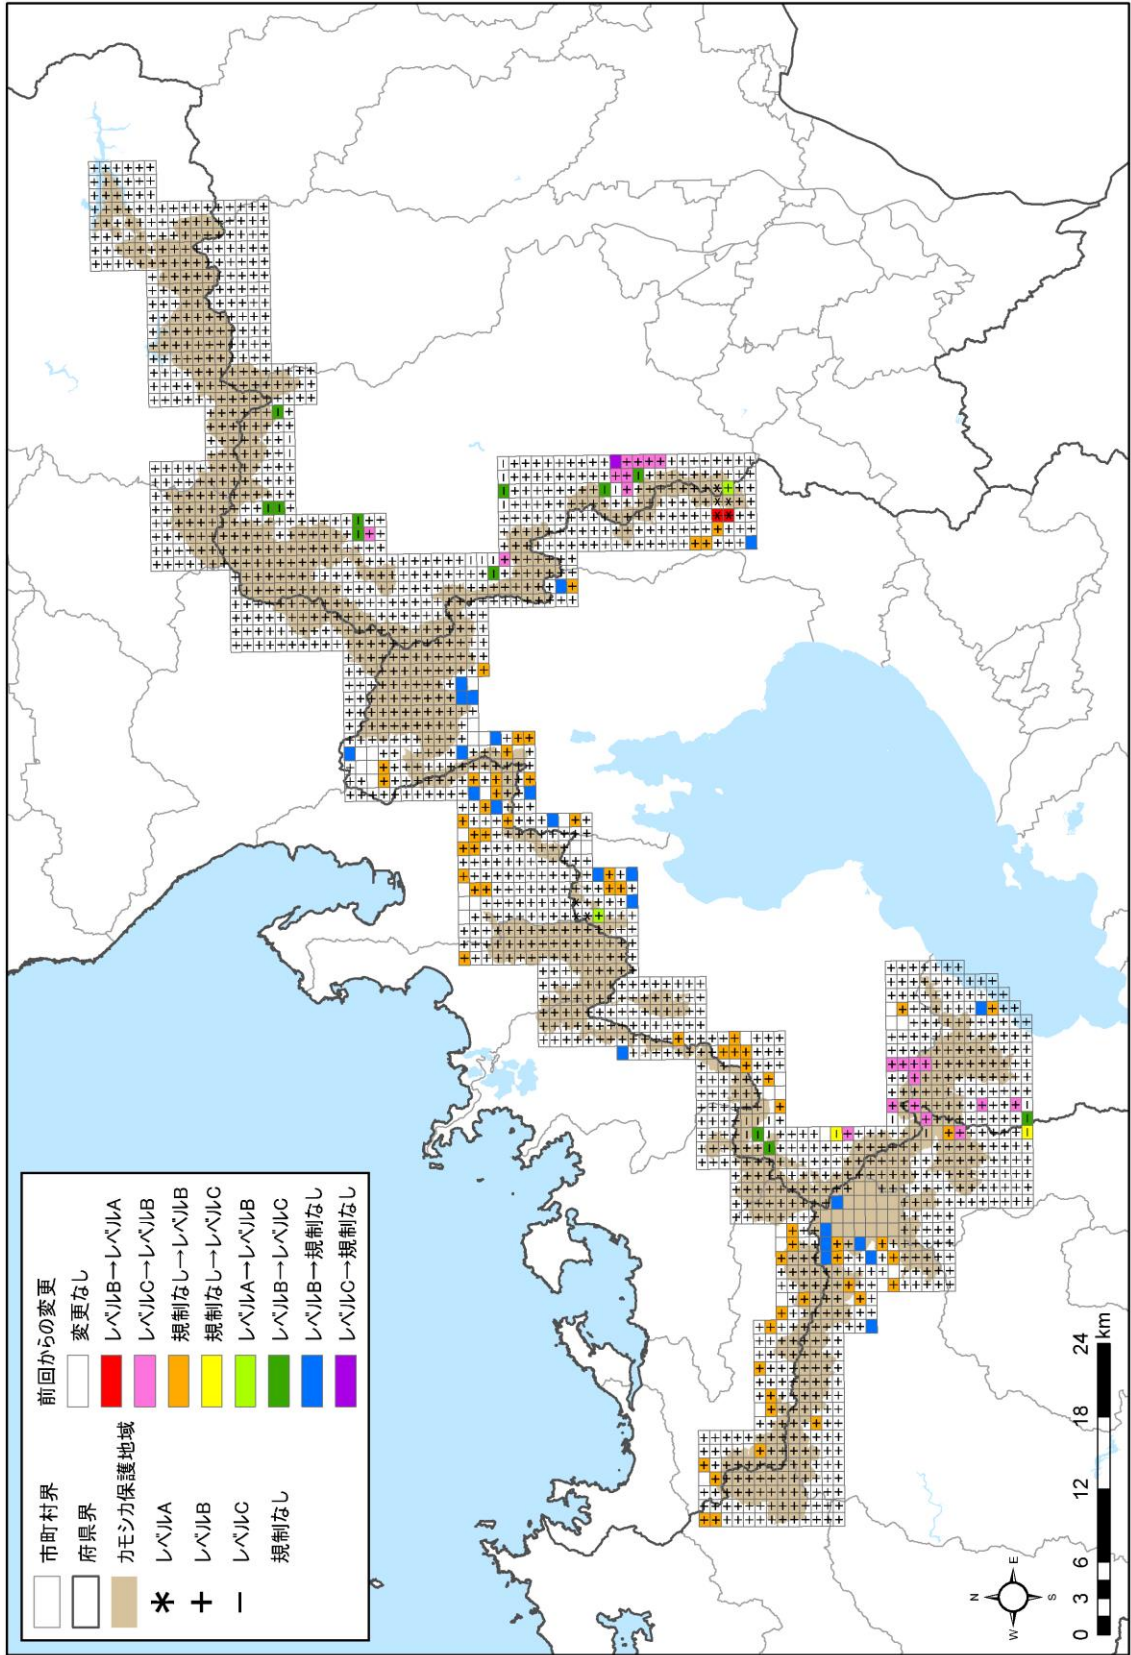 市町村界
府県界
カモシカ保護地域
レベルA
レベルB
レベルC
規制なし
前回からの変更
変更なし
レベルB→レベルA
レベルC→レベルB
規制なし→レベルB
規制なし→レベルC
レベルA→レベルB
レベルB→レベルC
レベルB→規制なし
レベルC→規制なし
N
W E
S
0 3 6 12 18 24
km